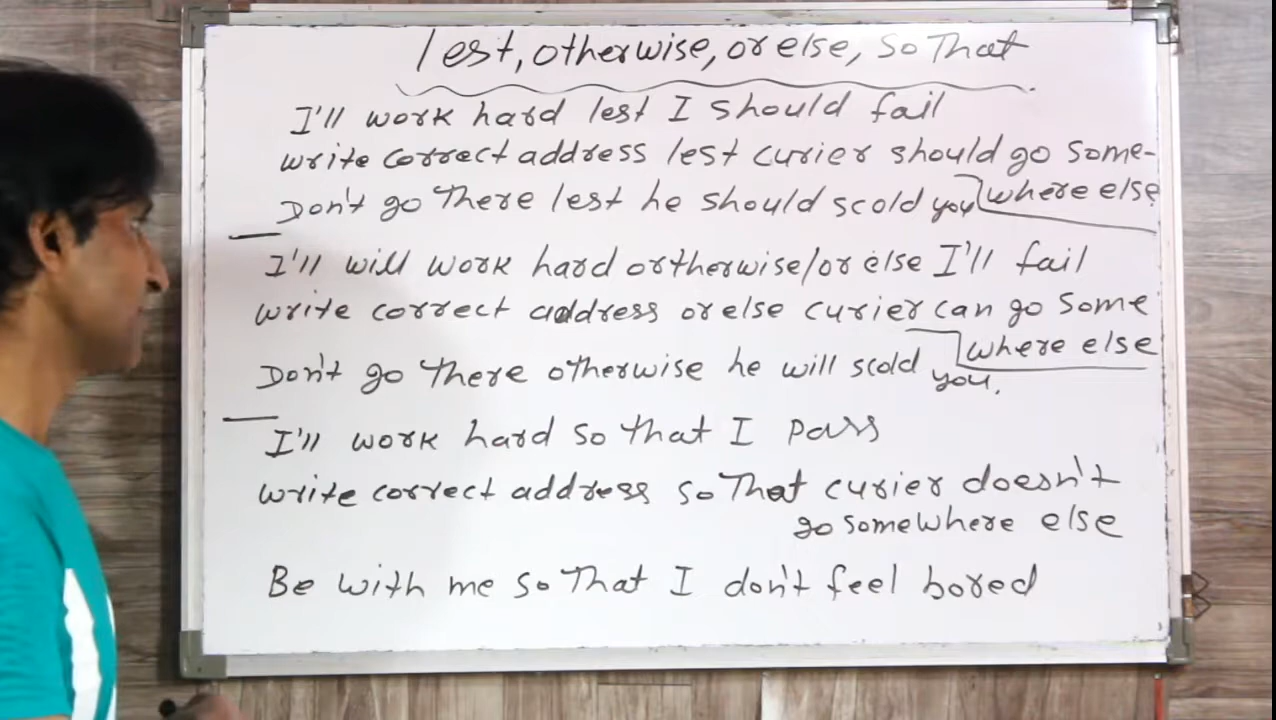 lest, otherwise, or else, so that
I'll work hard lest I should fail
write correct address lest curier should go some-
where else
Don't go there lest he should scold you
I'll will work hard ortherwise/or else I'll fail
write correct address or else curier can go some
where else
Don't go there otherwise he will scold
you.
I'll work hard so that I pass
write correct address so that curier doesn't
go somewhere else
Be with me so that I don't feel bored